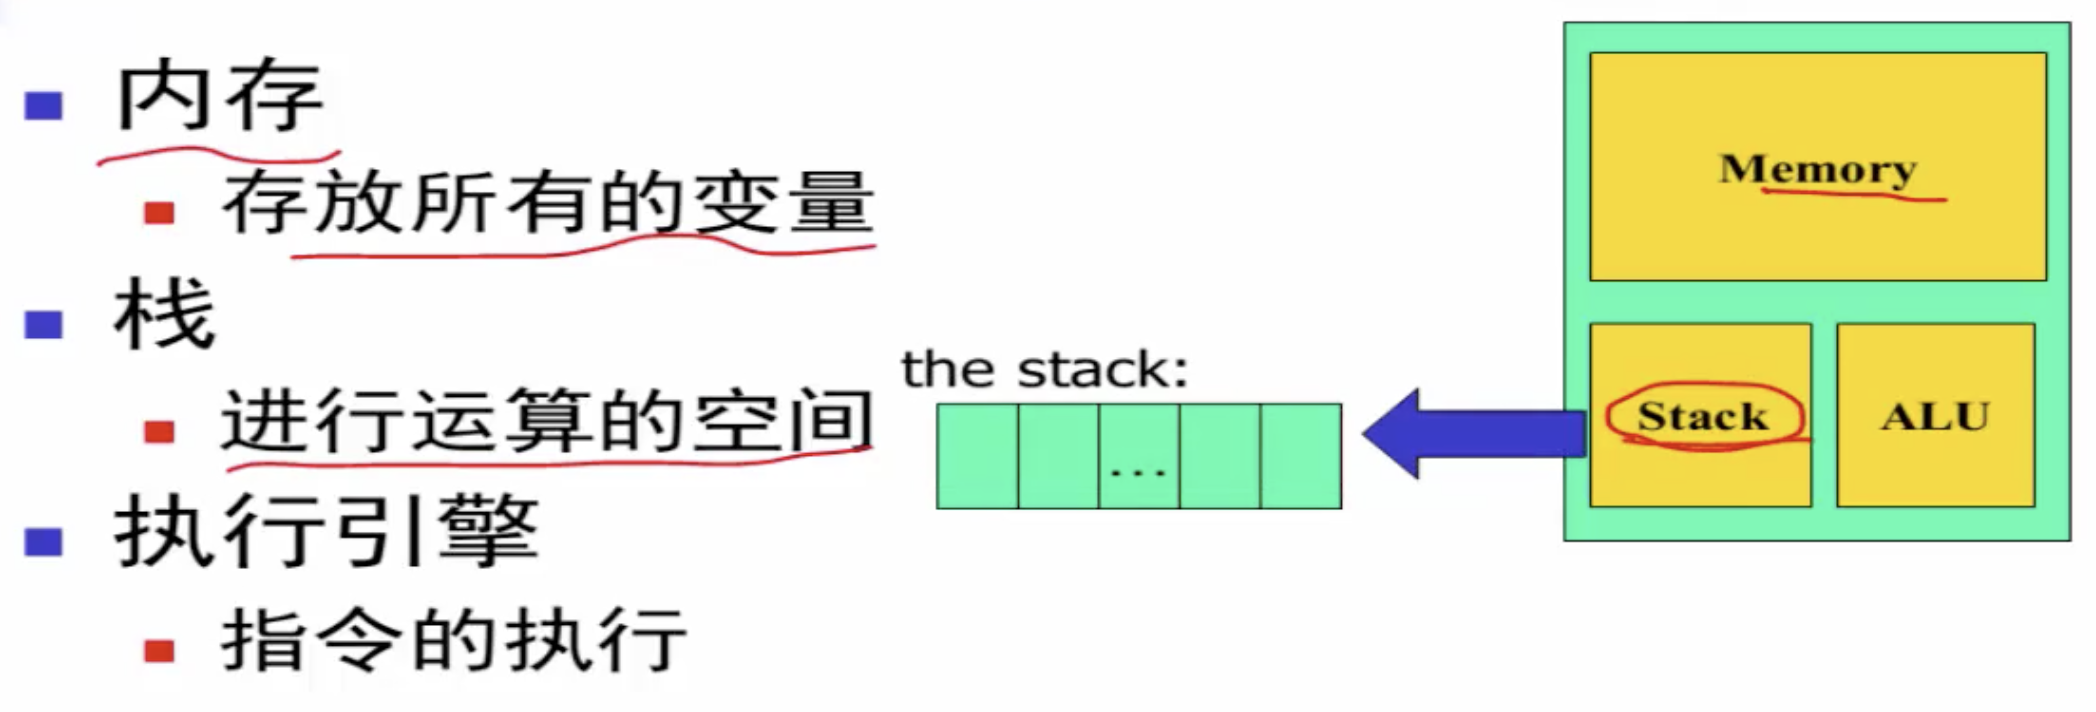 内存
存放所有的变量
栈
进行运算的空间
执行引擎
指令的执行
the stack:
...
Memory
Stack
ALU